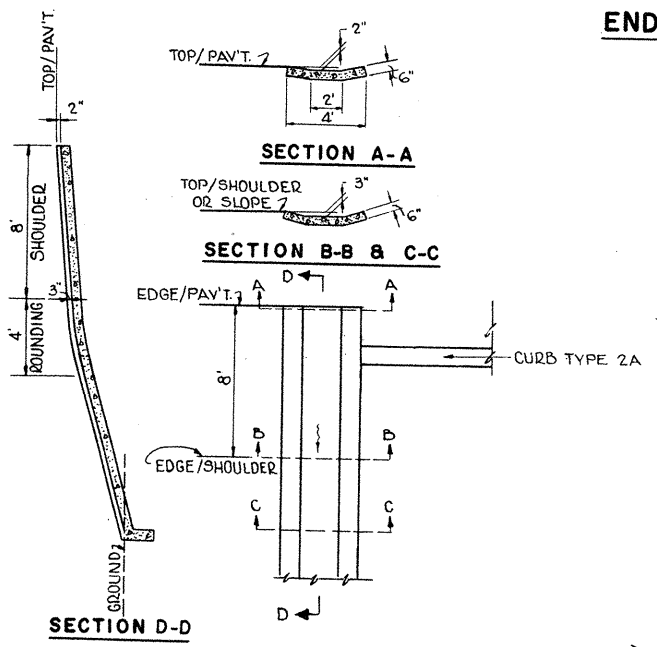 END
TOP/PAV'T.
2"
TOP/PAV'T.
6"
2'
4'
SECTION A-A
2"
8'
SHOULDER
3"
4'
ROUNDING
GROUND
SECTION D-D
TOP/SHOULDER
OR SLOPE
3"
6"
SECTION B-B & C-C
D
EDGE/PAV'T.
A
A
8'
CURB TYPE 2A
B
B
EDGE/SHOULDER
C
C
D